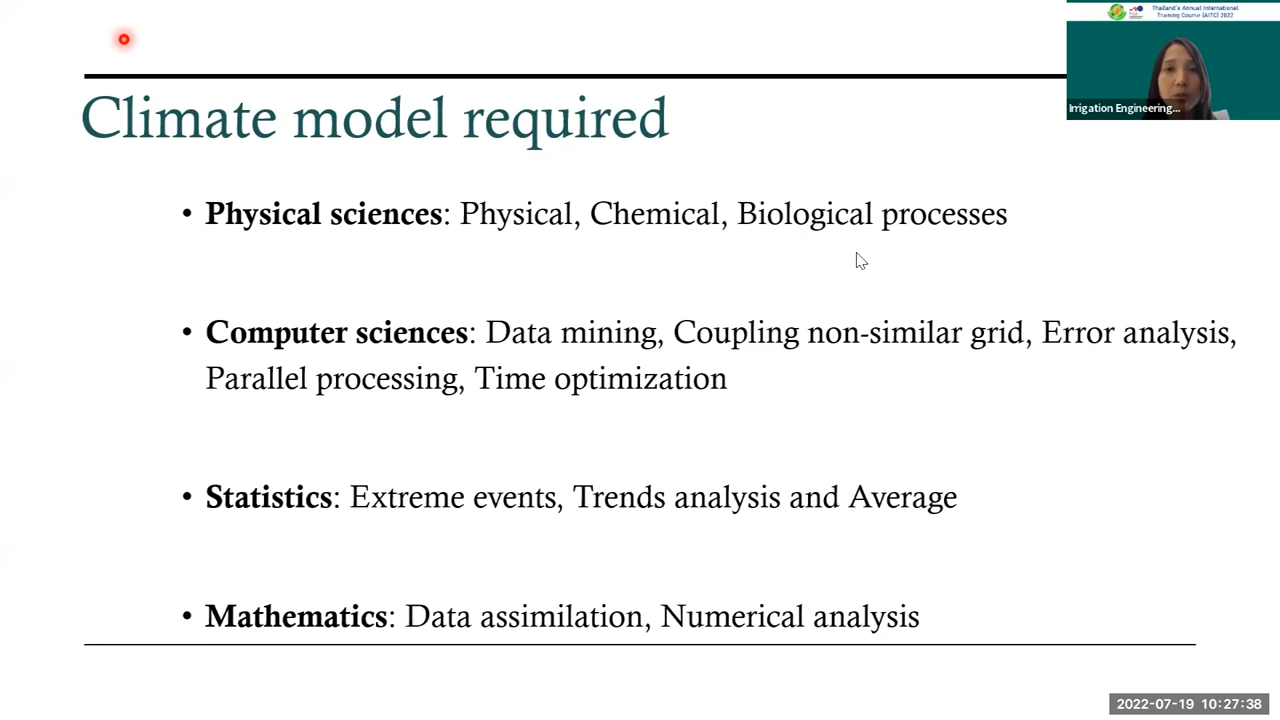 Thailand's Annual International
Training Course (AITC) 2022
Irrigation Engineering...
Climate model required
• Physical sciences: Physical, Chemical, Biological processes
• Computer sciences: Data mining, Coupling non-similar grid, Error analysis,
Parallel processing, Time optimization
• Statistics: Extreme events, Trends analysis and Average
• Mathematics: Data assimilation, Numerical analysis
2022-07-19 10:27:38